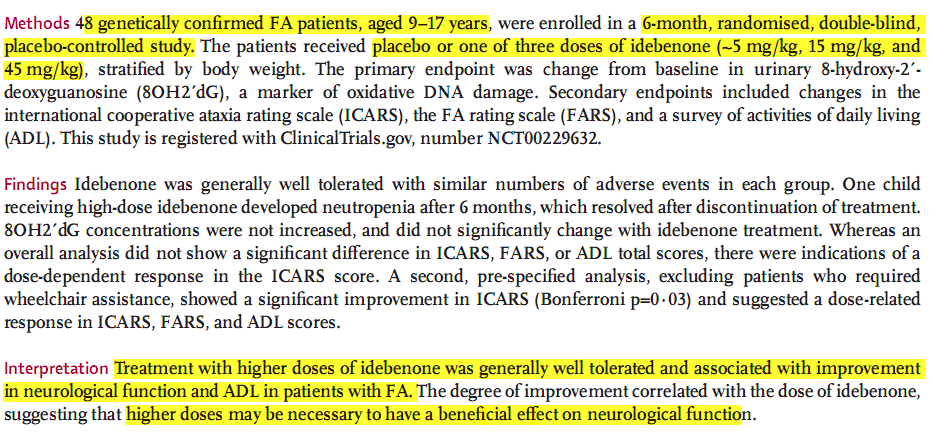 Methods 48 genetically confirmed FA patients, aged 9–17 years, were enrolled in a 6-month, randomised, double-blind,
placebo-controlled study. The patients received placebo or one of three doses of idebenone (~5 mg/kg, 15 mg/kg, and
45 mg/kg), stratified by body weight. The primary endpoint was change from baseline in urinary 8-hydroxy-2´-
deoxyguanosine (8OH2´dG), a marker of oxidative DNA damage. Secondary endpoints included changes in the
international cooperative ataxia rating scale (ICARS), the FA rating scale (FARS), and a survey of activities of daily living
(ADL). This study is registered with ClinicalTrials.gov, number NCT00229632.
Findings Idebenone was generally well tolerated with similar numbers of adverse events in each group. One child
receiving high-dose idebenone developed neutropenia after 6 months, which resolved after discontinuation of treatment.
8OH2´dG concentrations were not increased, and did not significantly change with idebenone treatment. Whereas an
overall analysis did not show a significant difference in ICARS, FARS, or ADL total scores, there were indications of a
dose-dependent response in the ICARS score. A second, pre-specified analysis, excluding patients who required
wheelchair assistance, showed a significant improvement in ICARS (Bonferroni p=0·03) and suggested a dose-related
response in ICARS, FARS, and ADL scores.
Interpretation Treatment with higher doses of idebenone was generally well tolerated and associated with improvement
in neurological function and ADL in patients with FA. The degree of improvement correlated with the dose of idebenone,
suggesting that higher doses may be necessary to have a beneficial effect on neurological function.